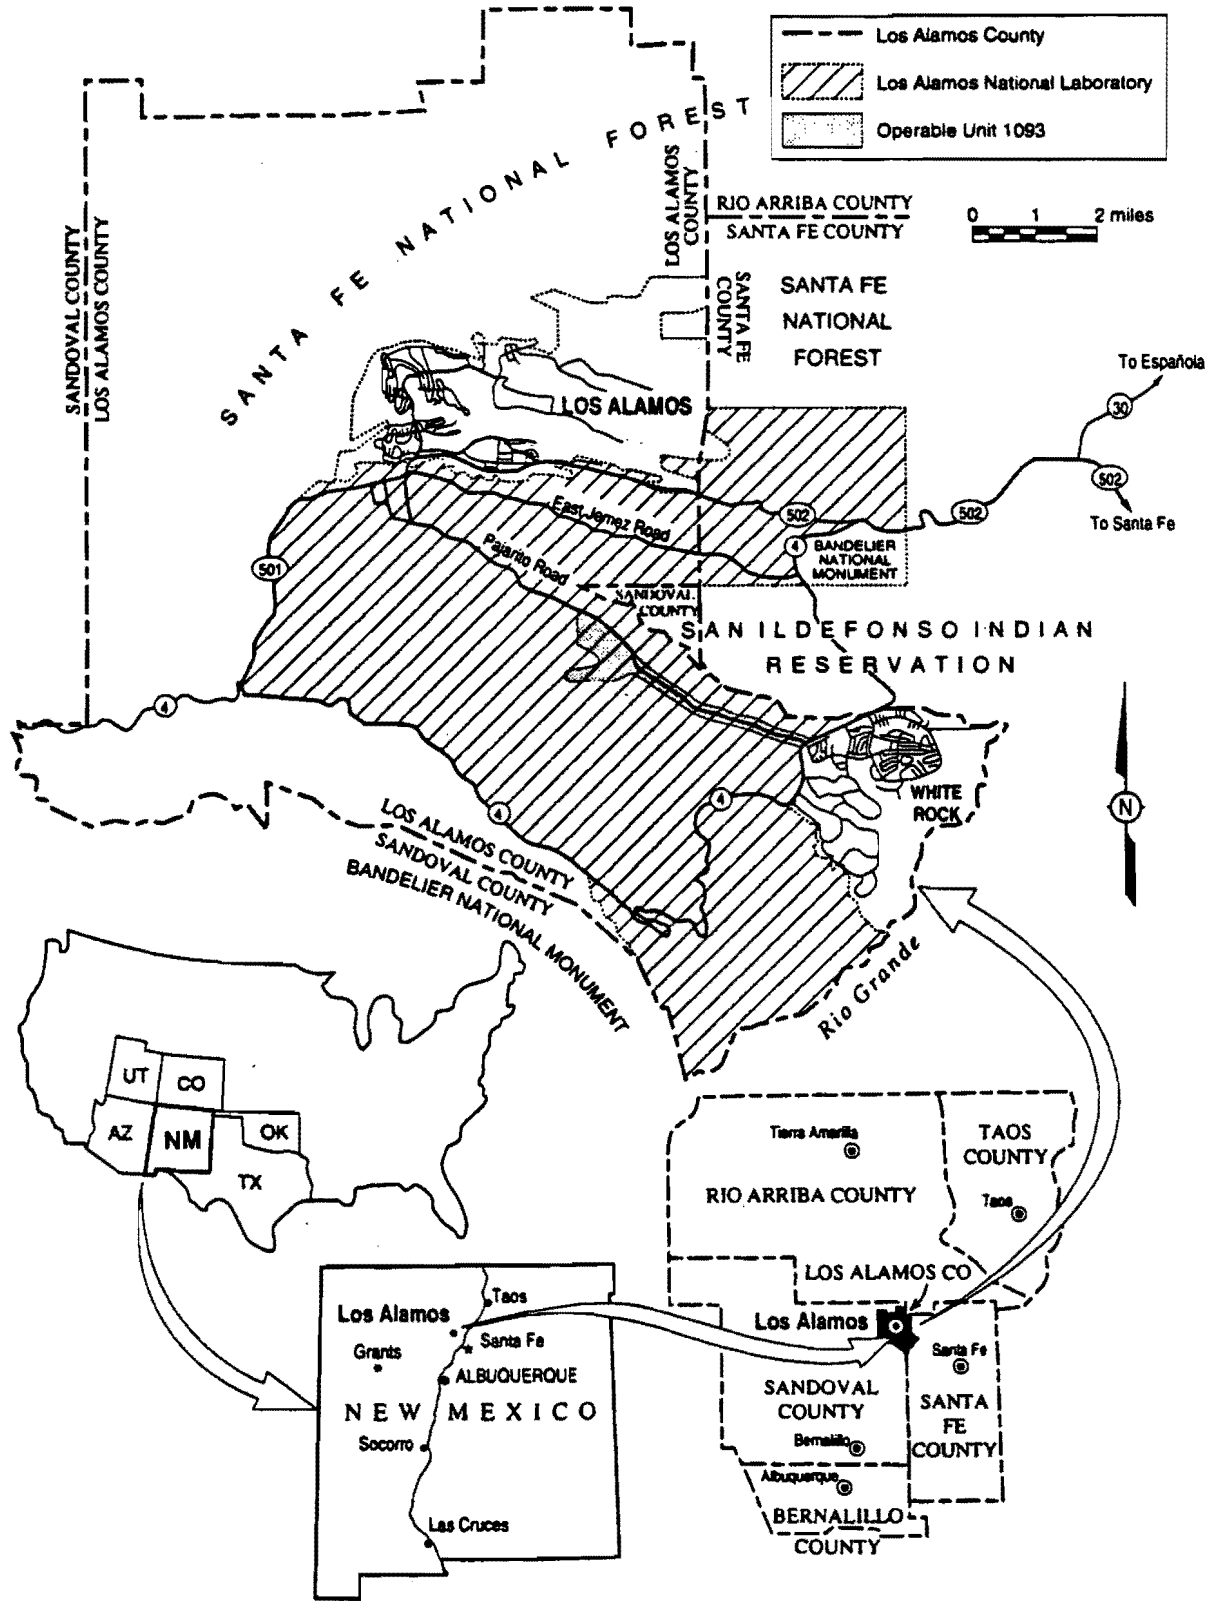 Los Alamos County
Los Alamos National Laboratory
Operable Unit 1093
SANTA FE NATIONAL FOREST
LOS ALAMOS
COUNTY
RIO ARRIBA COUNTY
SANTA FE COUNTY
0 1 2 miles
SANDOVAL COUNTY
LOS ALAMOS COUNTY
SANTA FE
COUNTY
SANTA FE
NATIONAL
FOREST
To Española
30
LOS ALAMOS
502
To Santa Fe
502
502
East Jemez Road
4
BANDELIER
NATIONAL
MONUMENT
Pajarito Road
501
SANDOVAL
COUNTY
SAN ILDEFONSO INDIAN
RESERVATION
4
WHITE
ROCK
4
4
N
LOS ALAMOS COUNTY
SANDOVAL COUNTY
BANDELIER NATIONAL MONUMENT
Rio Grande
UT
CO
AZ
NM
OK
TX
Tierra Amarilla
TAOS
COUNTY
RIO ARRIBA COUNTY
Taos
LOS ALAMOS CO
Los Alamos
Santa Fe
SANDOVAL
COUNTY
SANTA
FE
COUNTY
Bernalillo
Albuquerque
BERNALILLO
COUNTY
Taos
Los Alamos
Santa Fe
Grants
ALBUQUERQUE
NEW MEXICO
Socorro
Las Cruces